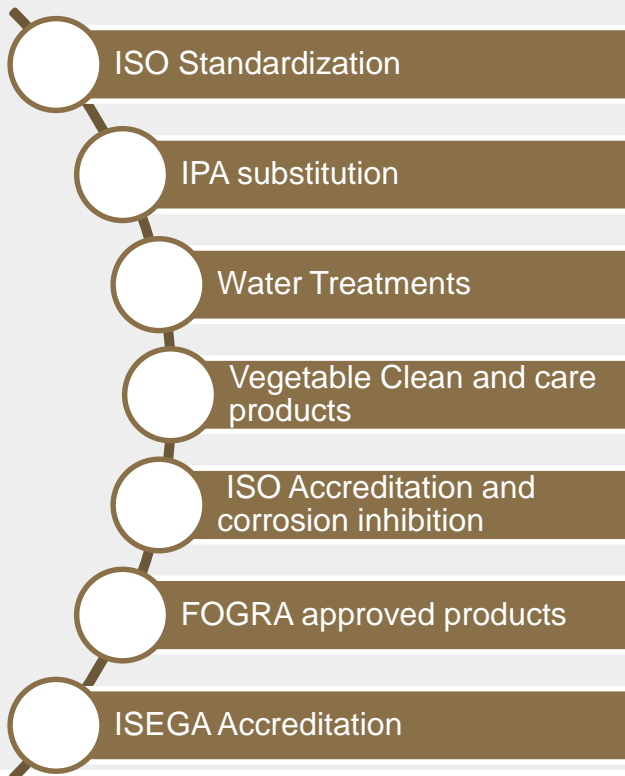 ISO Standardization
IPA substitution
Water Treatments
Vegetable Clean and care
products
ISO Accreditation and
corrosion inhibition
FOGRA approved products
ISEGA Accreditation